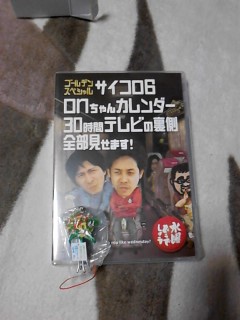 ゴールデン
スペシャル
サイコロ6
onちゃんカレンダー
30時間テレビの裏側
全部見せます!
wednesday!
水曜
どうでしょう